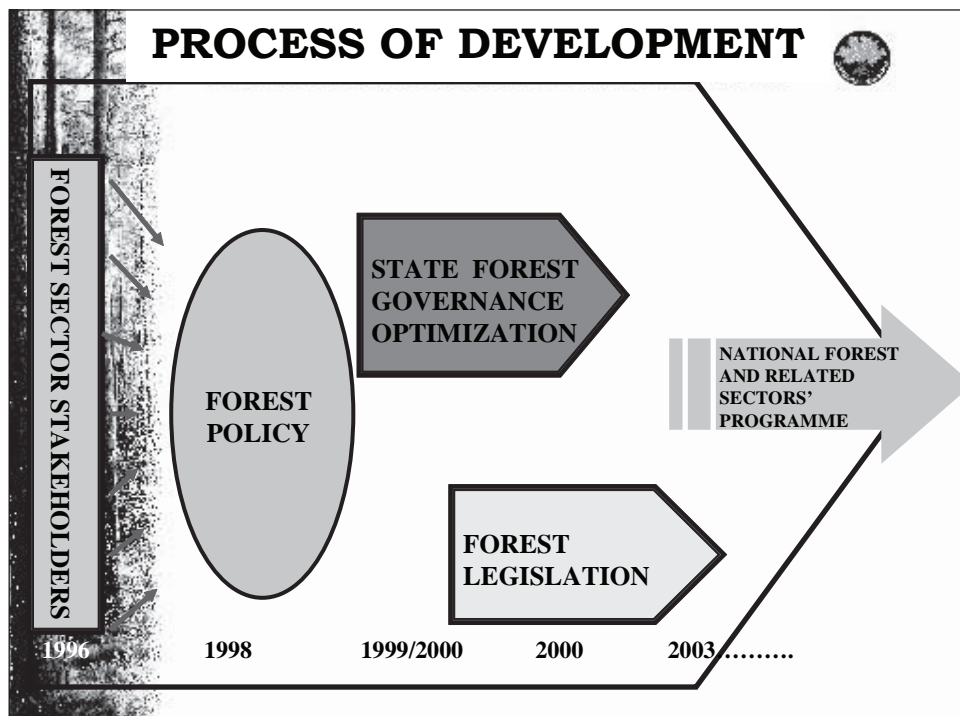 PROCESS OF DEVELOPMENT
FOREST SECTOR STAKEHOLDERS
FOREST
POLICY
STATE FOREST
GOVERNANCE
OPTIMIZATION
FOREST
LEGISLATION
NATIONAL FOREST
AND RELATED
SECTORS’
PROGRAMME
1996 1998 1999/2000 2000 2003.………